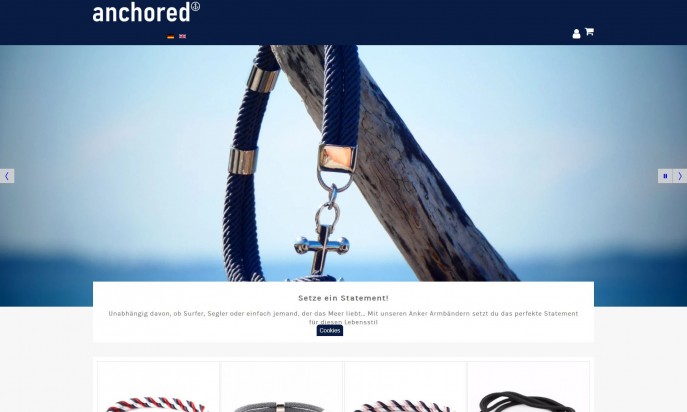 anchored
Setze ein Statement!
Unabhängig davon, ob Surfer, Segler oder einfach jemand, der das Meer liebt... Mit unseren Anker Armbändern setzt du das perfekte Statement
für diesen Lebensstil
Cookies